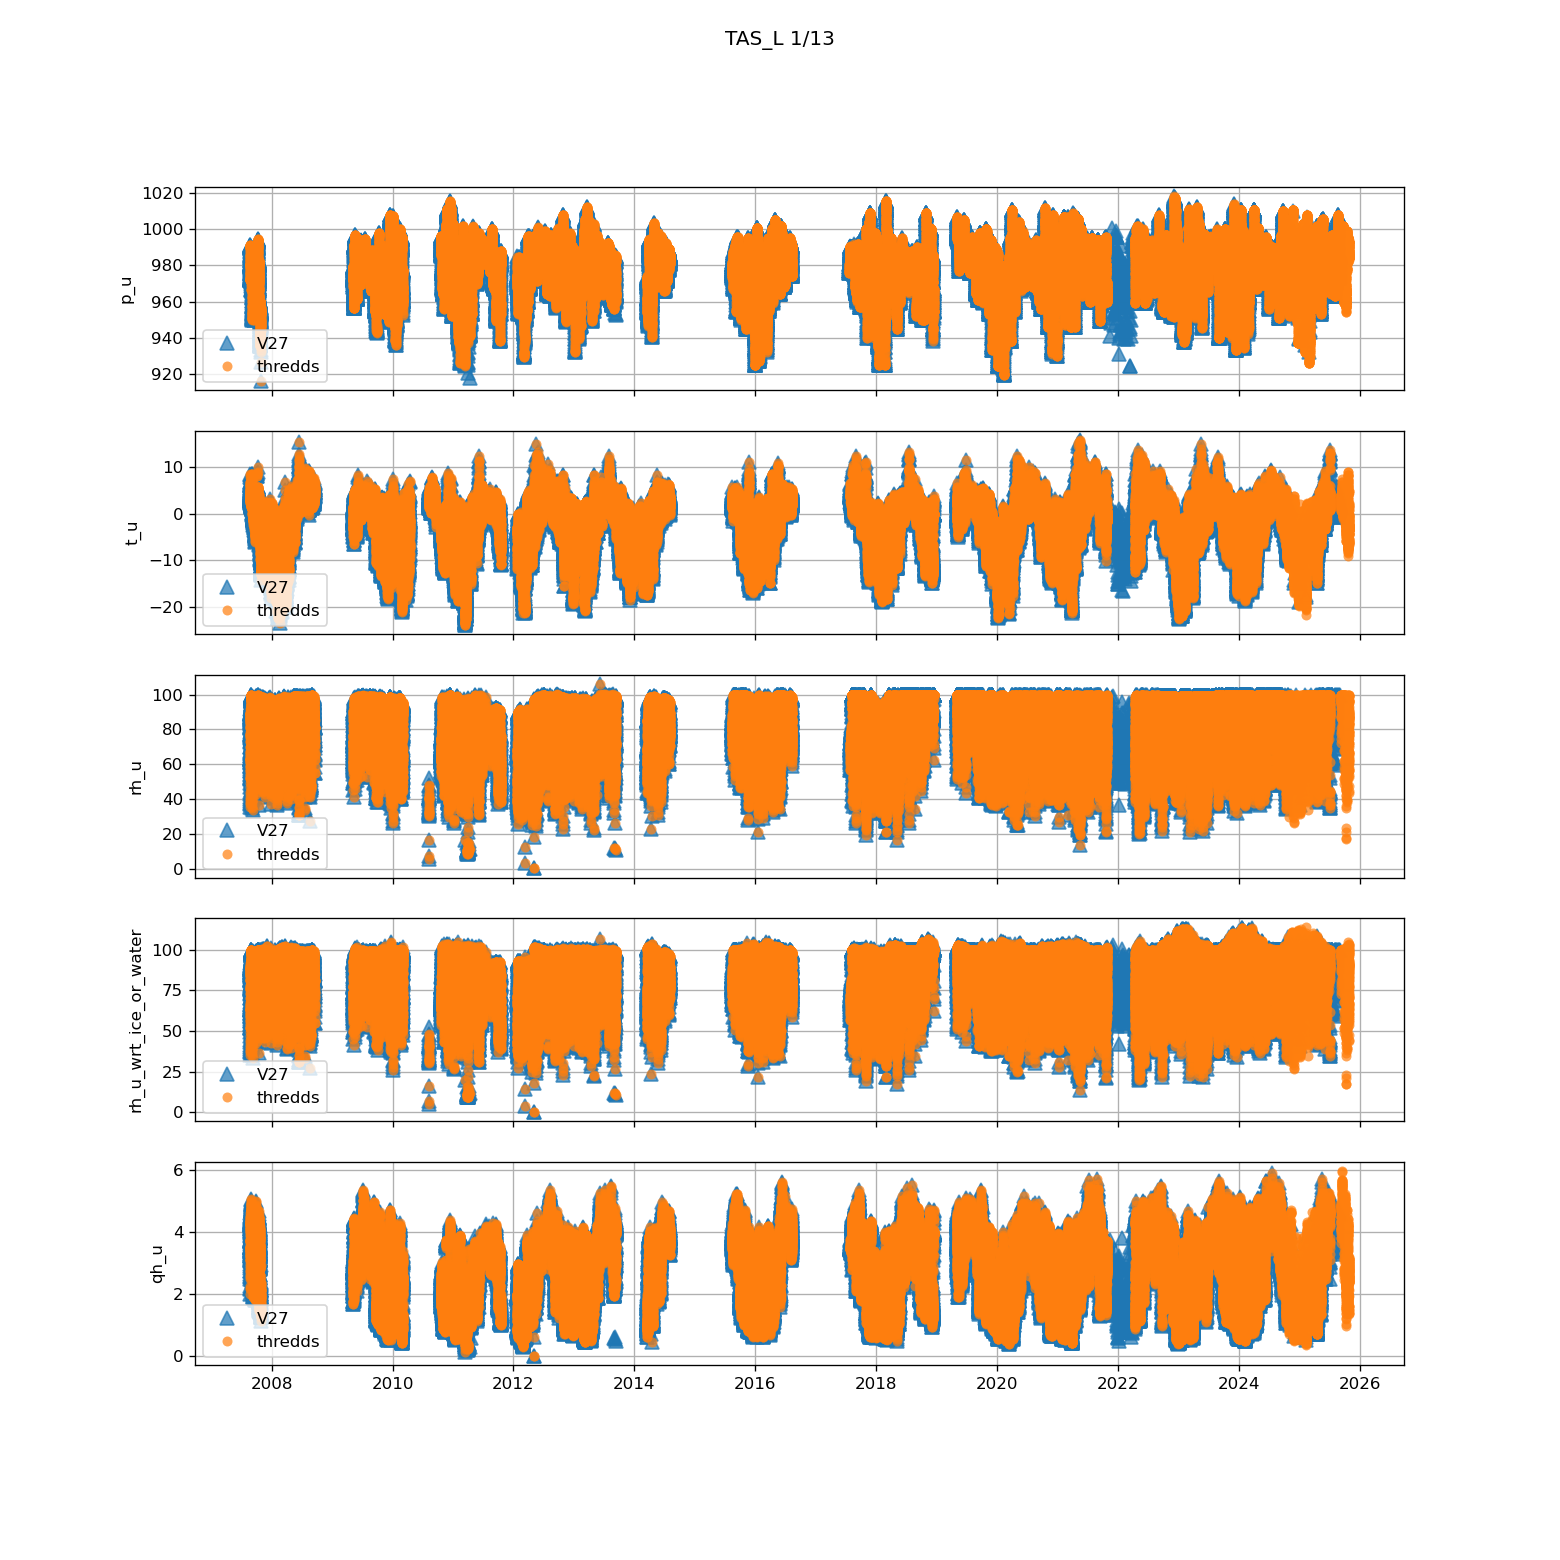 TAS_L 1/13
1020
1000
980
960
940
920
p_u
V27
thredds
10
0
−10
−20
t_u
V27
thredds
100
80
60
40
20
0
rh_u
V27
thredds
100
75
50
25
0
rh_u_wrt_ice_or_water
V27
thredds
6
4
2
0
qh_u
V27
thredds
2008 2010 2012 2014 2016 2018 2020 2022 2024 2026